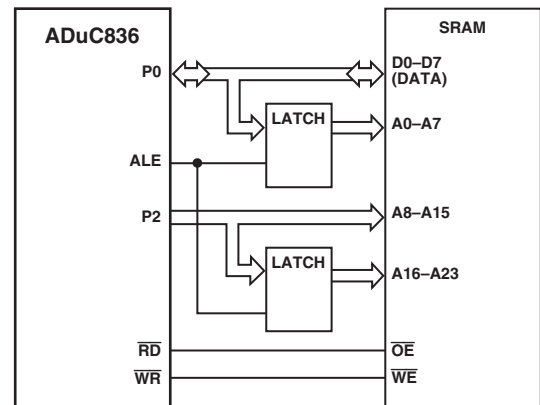 ADuC836
SRAM
P0
D0–D7
(DATA)
LATCH
A0–A7
ALE
P2
A8–A15
LATCH
A16–A23
RD
OE
WR
WE